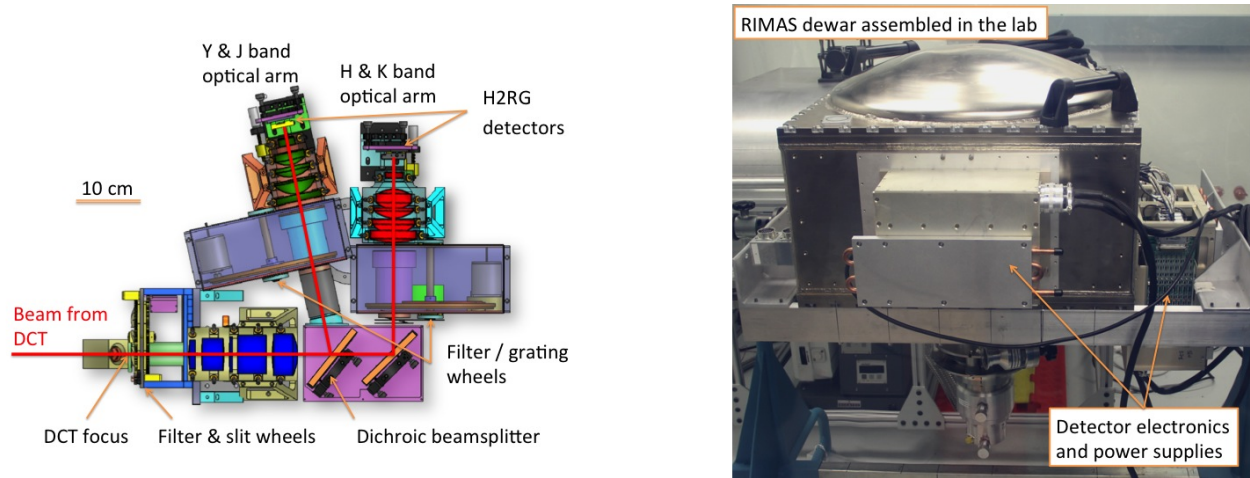 Y & J band
optical arm
H & K band
optical arm
H2RG
detectors
10 cm
Beam from
DCT
Filter / grating
wheels
DCT focus
Filter & slit wheels
Dichroic beamsplitter
RIMAS dewar assembled in the lab
Detector electronics
and power supplies